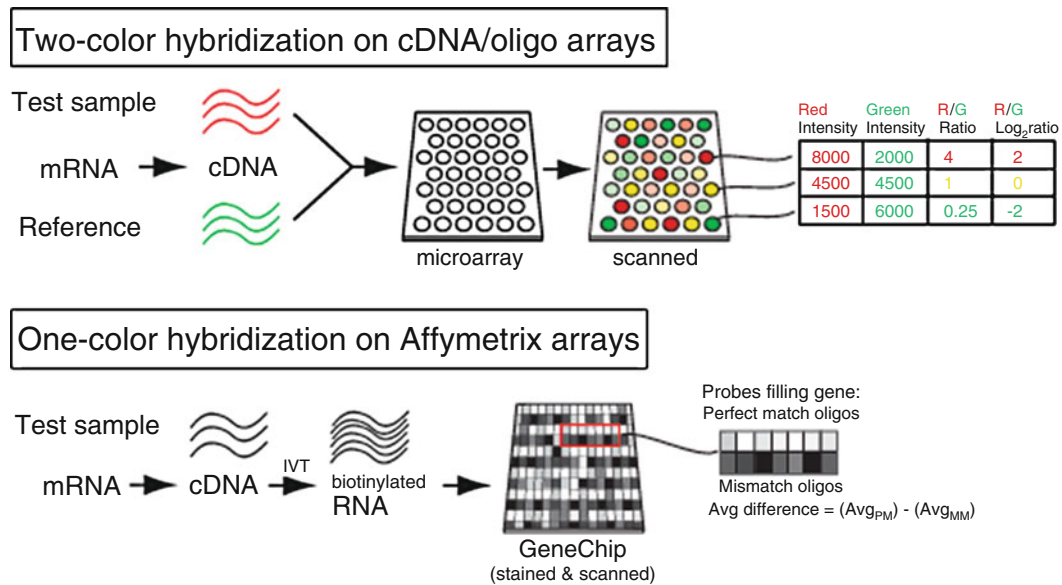 Two-color hybridization on cDNA/oligo arrays
Test sample
mRNA
cDNA
Reference
microarray
scanned
Red Green R/G R/G
Intensity Intensity Ratio Log₂ratio
8000 2000 4 2
4500 4500 1 0
1500 6000 0.25 -2
One-color hybridization on Affymetrix arrays
Test sample
mRNA
cDNA
IVT
biotinylated
RNA
GeneChip
(stained & scanned)
Probes filling gene:
Perfect match oligos
Mismatch oligos
Avg difference = (Avg_PM) - (Avg_MM)